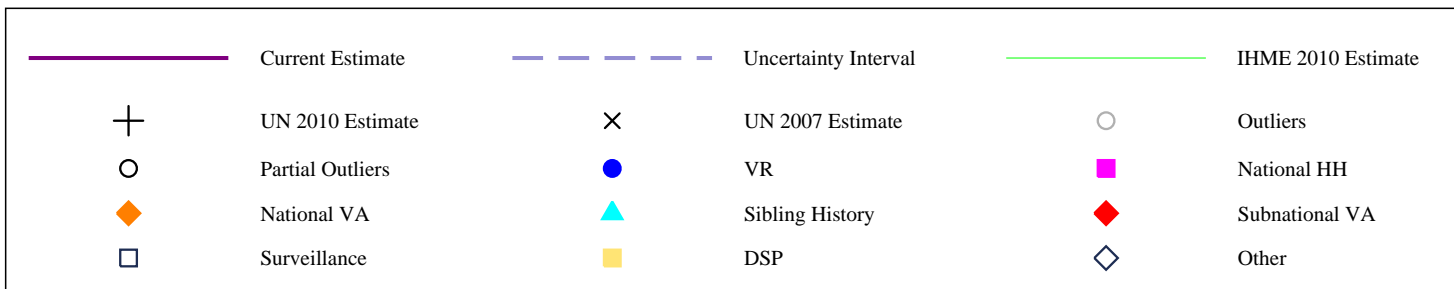 Current Estimate Uncertainty Interval IHME 2010 Estimate
UN 2010 Estimate UN 2007 Estimate Outliers
Partial Outliers VR National HH
National VA Sibling History Subnational VA
Surveillance DSP Other